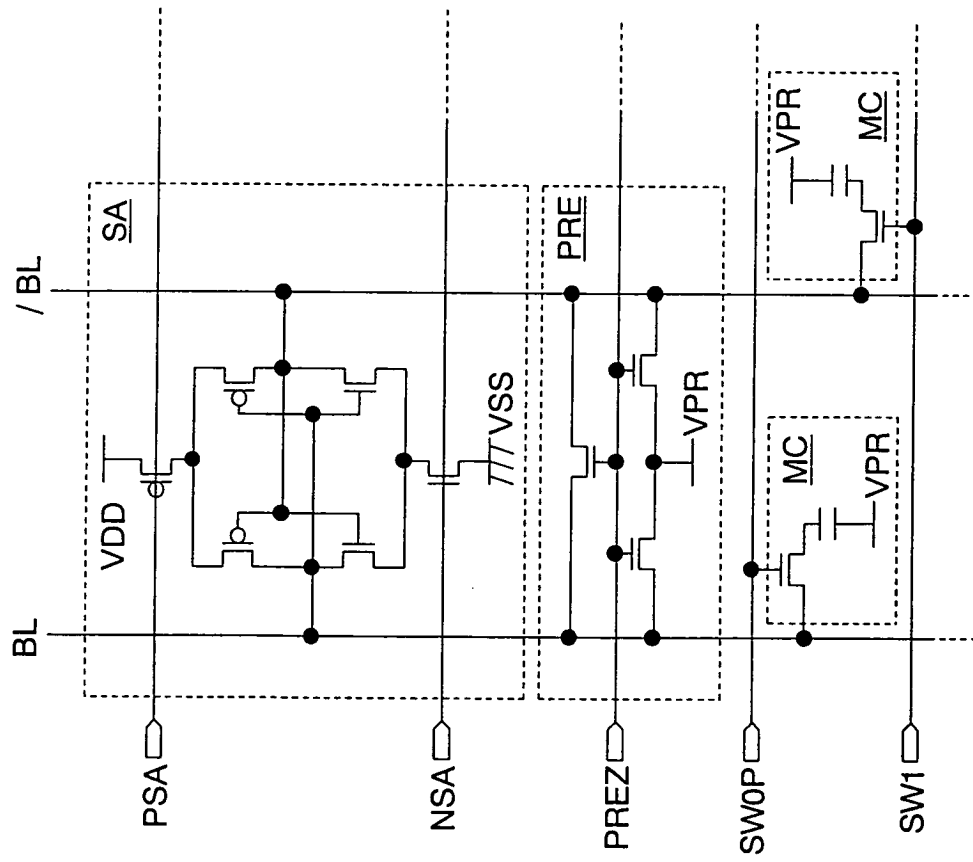 BL
/ BL
SA
VDD
PSA
VSS
NSA
PRE
PREZ
VPR
VPR
MC
MC
VPR
SW0P
SW1